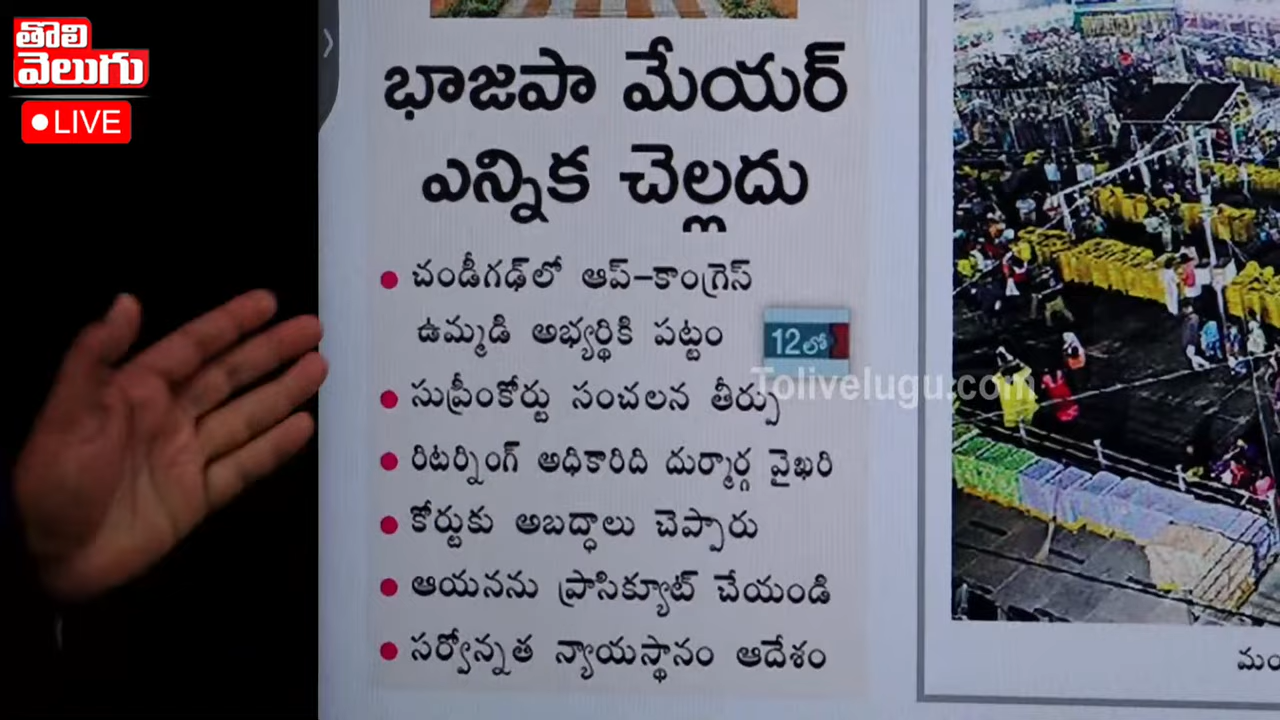 తొలి
వెలుగు
LIVE
భాజపా మేయర్
ఎన్నిక చెల్లదు
చండీగఢ్‌లో ఆప్–కాంగ్రెస్
ఉమ్మడి అభ్యర్థికి పట్టం
12లో
సుప్రీంకోర్టు సంచలన తీర్పు
Tolivelugu.com
రిటర్నింగ్ అధికారిది దుర్మార్గ వైఖరి
కోర్టుకు అబద్ధాలు చెప్పారు
ఆయనను ప్రాసిక్యూట్ చేయండి
సర్వోన్నత న్యాయస్థానం ఆదేశం